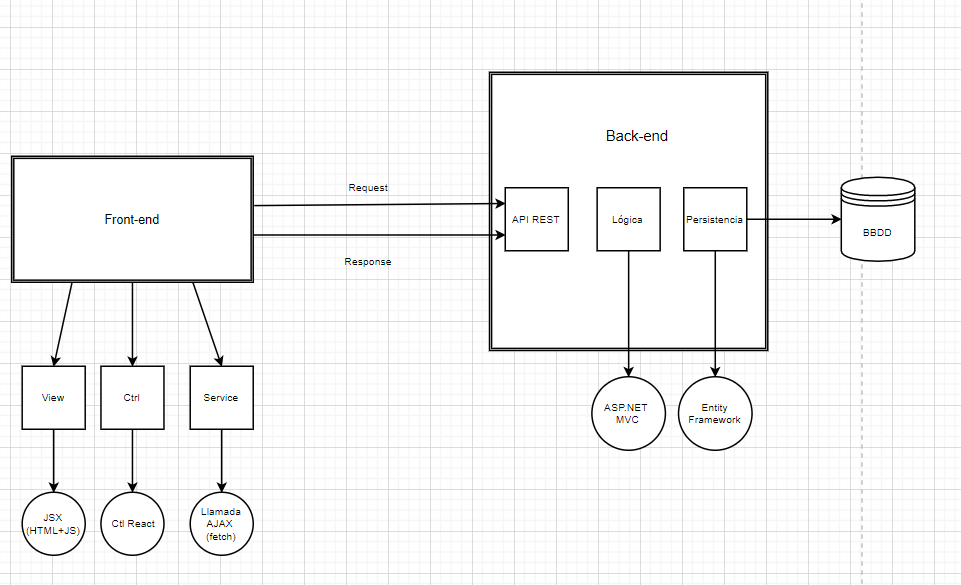 Back-end
Front-end
Request
Response
API REST
Lógica
Persistencia
BBDD
View
Ctrl
Service
ASP.NET
MVC
Entity
Framework
JSX
(HTML+JS)
Ctl React
Llamada
AJAX
(fetch)